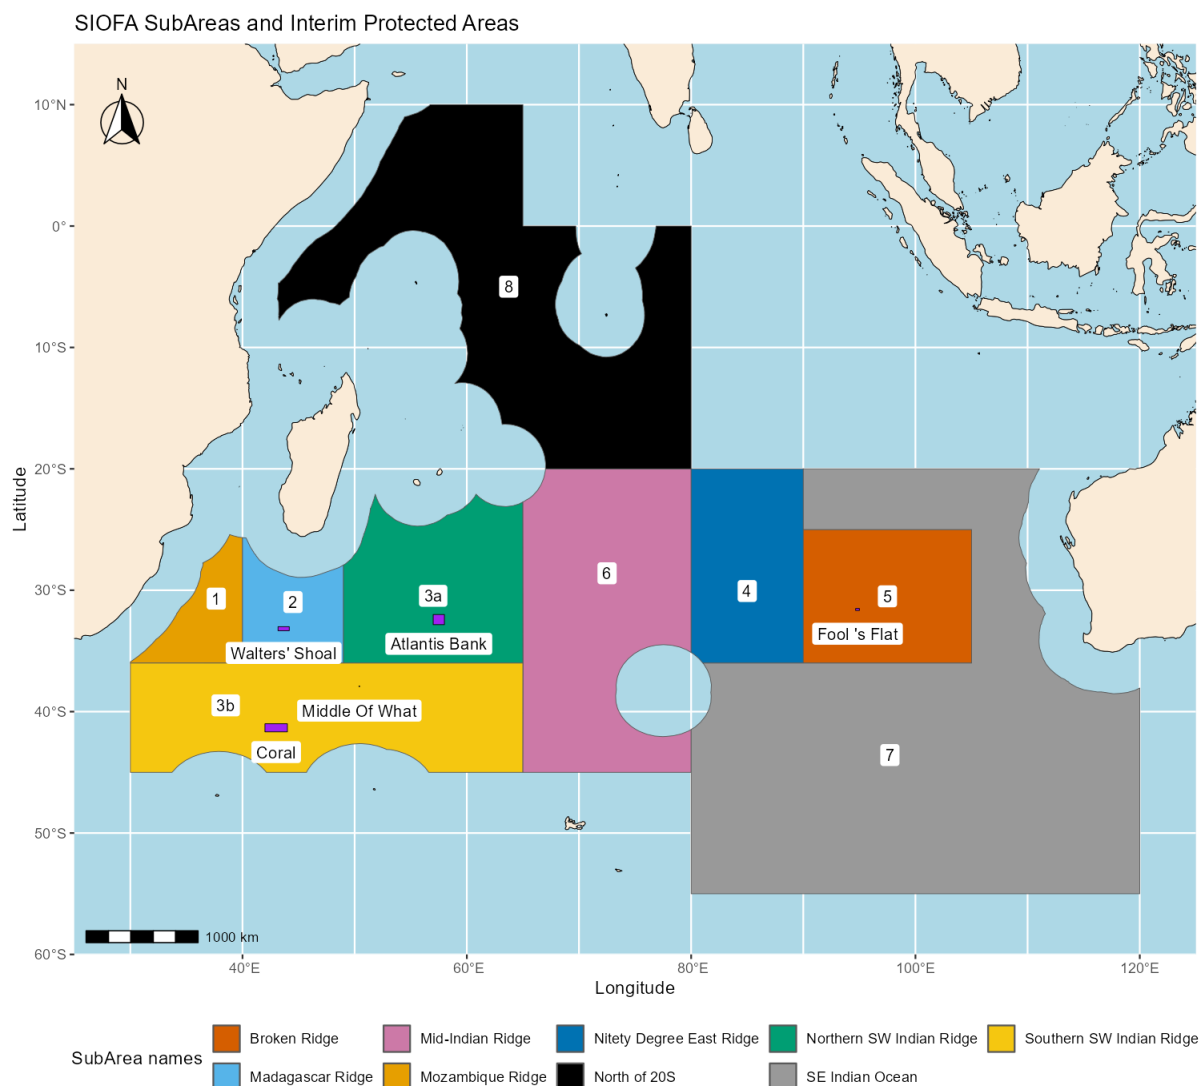 SIOFA SubAreas and Interim Protected Areas
N
10°N
0°
10°S
20°S
30°S
40°S
50°S
60°S
Latitude
8
6
4
5
3a
2
1
Fool 's Flat
Atlantis Bank
Walters' Shoal
3b
Middle Of What
Coral
7
1000 km
40°E
60°E
80°E
100°E
120°E
Longitude
SubArea names
Broken Ridge
Mid-Indian Ridge
Nitety Degree East Ridge
Northern SW Indian Ridge
Southern SW Indian Ridge
Madagascar Ridge
Mozambique Ridge
North of 20S
SE Indian Ocean